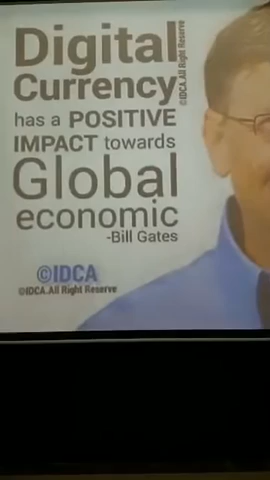 Digital
Currency
has a POSITIVE
IMPACT towards
Global
economic
-Bill Gates
©IDCA
©IDCA.All Right Reserve
©IDCA.All Right Reserve